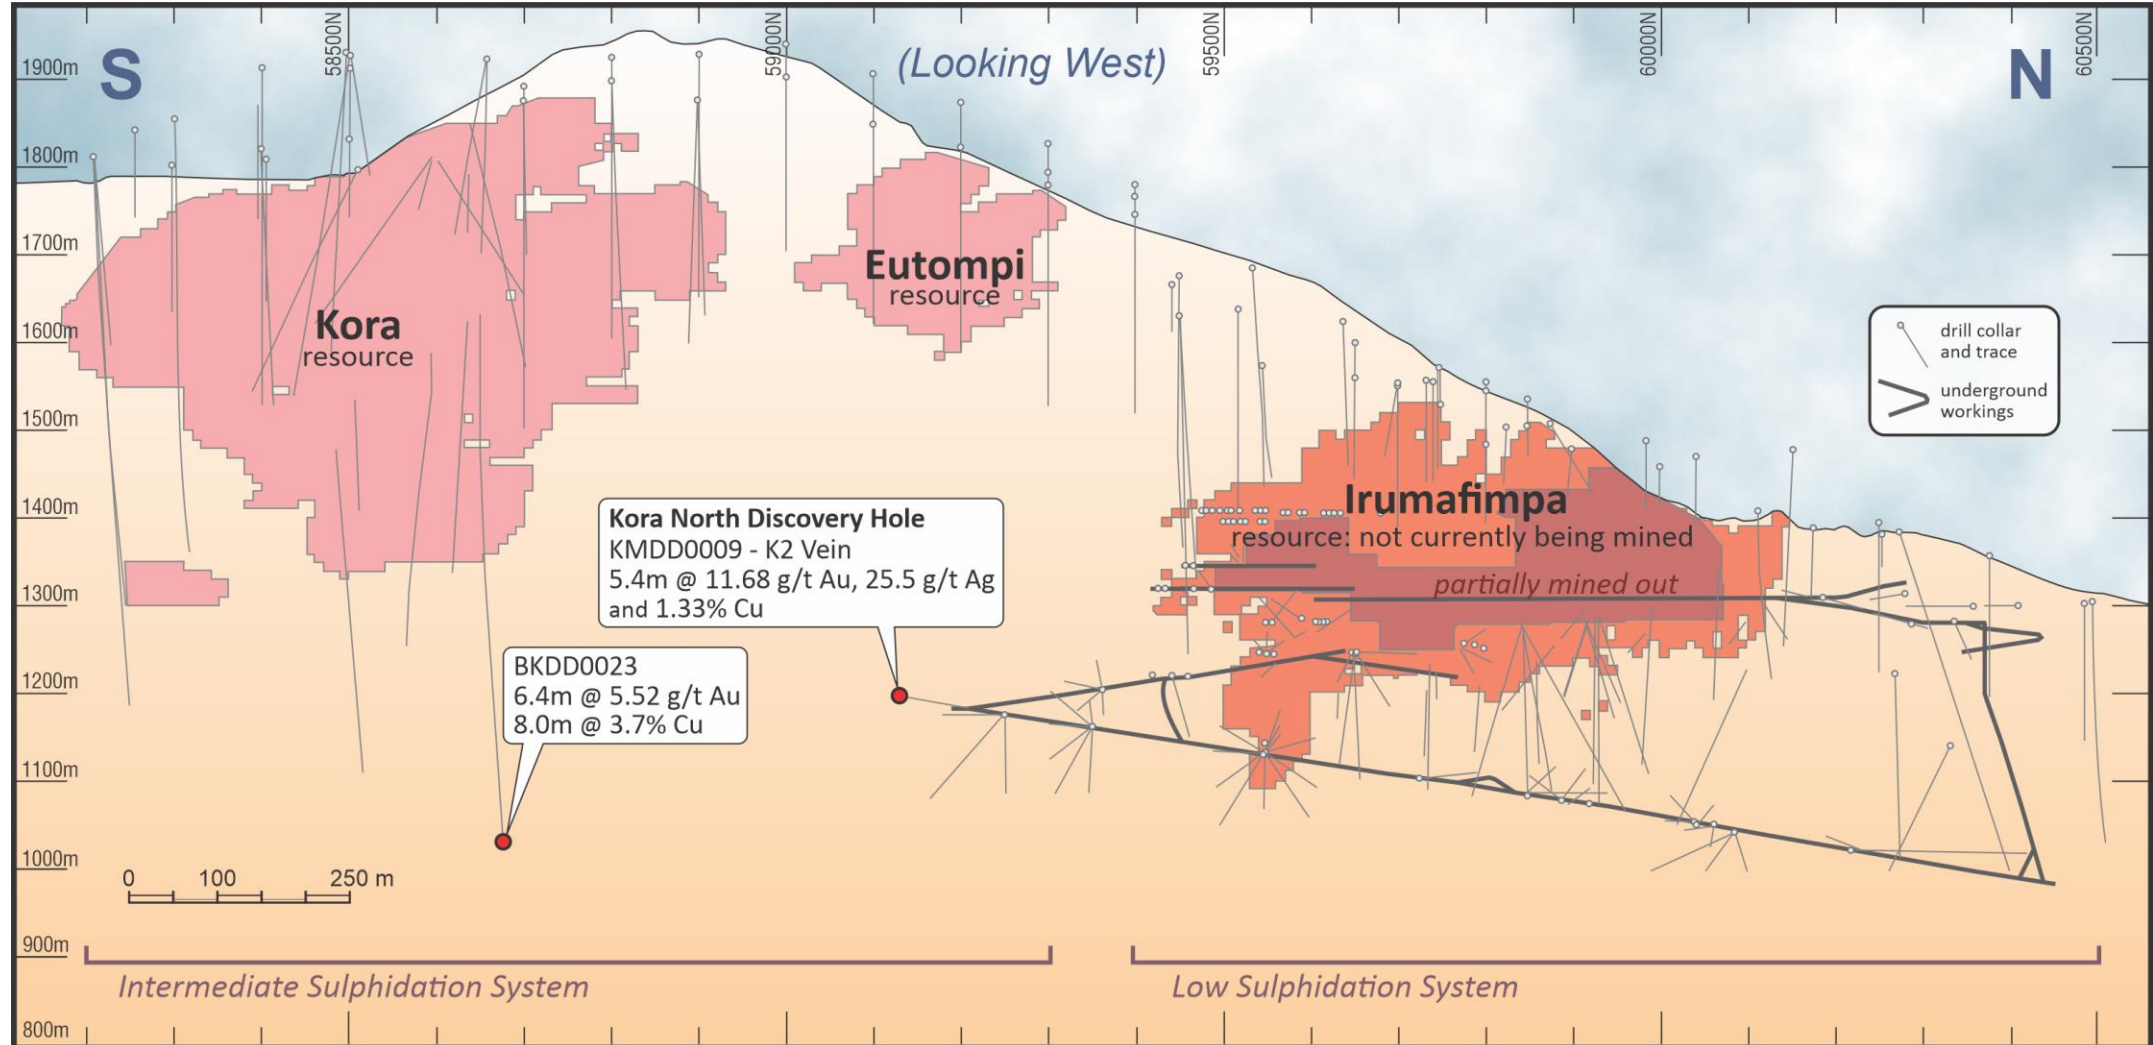 S
(Looking West)
N
58500N
59000N
59500N
60000N
60500N
1900m
1800m
1700m
1600m
1500m
1400m
1300m
1200m
1100m
1000m
900m
800m
Kora
resource
Eutompi
resource
drill collar
and trace
underground
workings
Irumafimpa
resource: not currently being mined
partially mined out
Kora North Discovery Hole
KMDD0009 - K2 Vein
5.4m @ 11.68 g/t Au, 25.5 g/t Ag
and 1.33% Cu
BKDD0023
6.4m @ 5.52 g/t Au
8.0m @ 3.7% Cu
0 100 250 m
Intermediate Sulphidation System
Low Sulphidation System